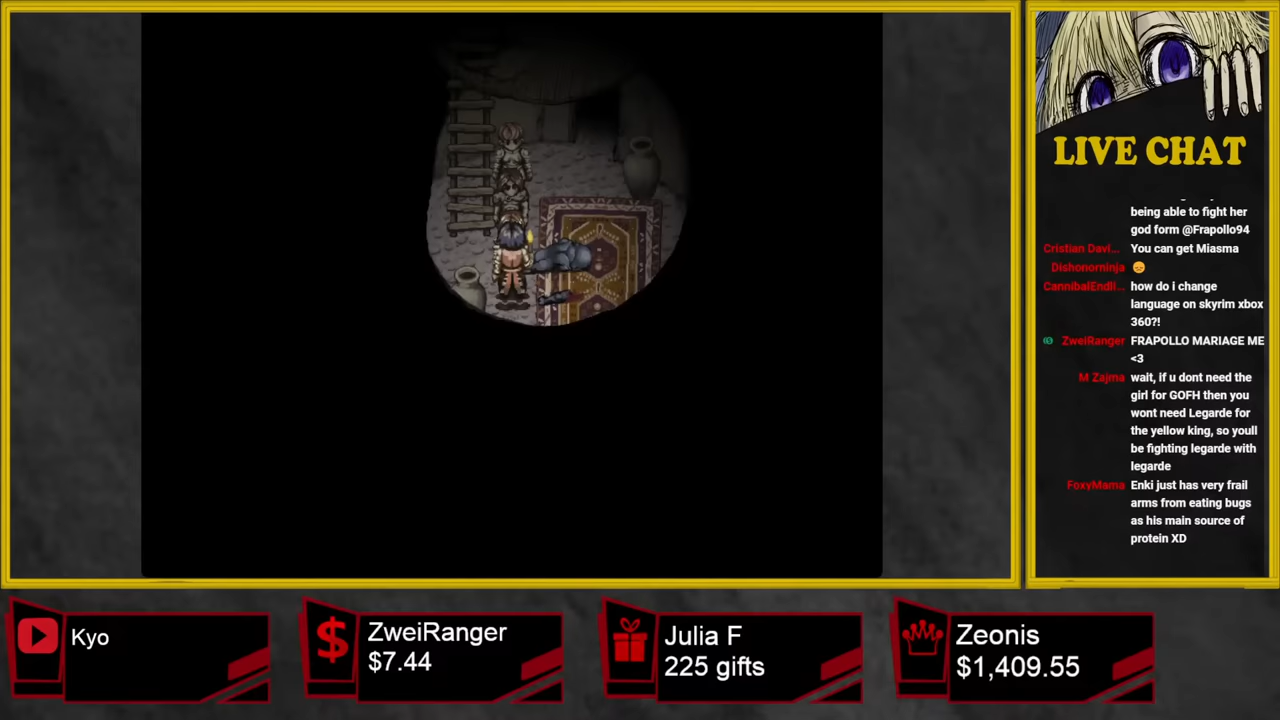 LIVE CHAT
being able to fight her
god form @Frapollo94
Cristian Davi... You can get Miasma
Dishonorninja
CannibalEndli... how do i change
language on skyrim xbox
360?!
ZweiRanger FRAPOLLO MARIAGE ME
<3
M Zajma wait, if u dont need the
girl for GOFH then you
wont need Legarde for
the yellow king, so youll
be fighting legarde with
legarde
FoxyMama Enki just has very frail
arms from eating bugs
as his main source of
protein XD
Kyo
ZweiRanger
$7.44
Julia F
225 gifts
Zeonis
$1,409.55